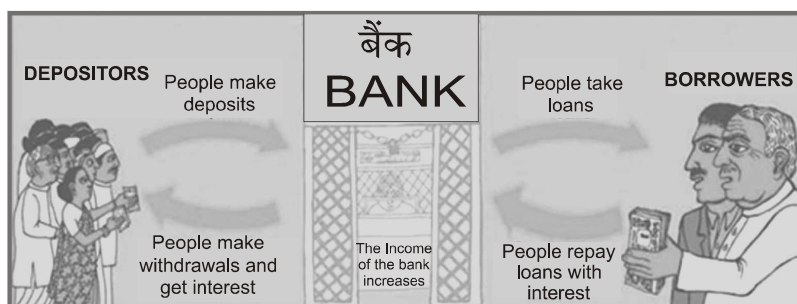 बैंक
BANK
DEPOSITORS
People make
deposits
People make
withdrawals and
get interest
The Income
of the bank
increases
People take
loans
BORROWERS
People repay
loans with
interest